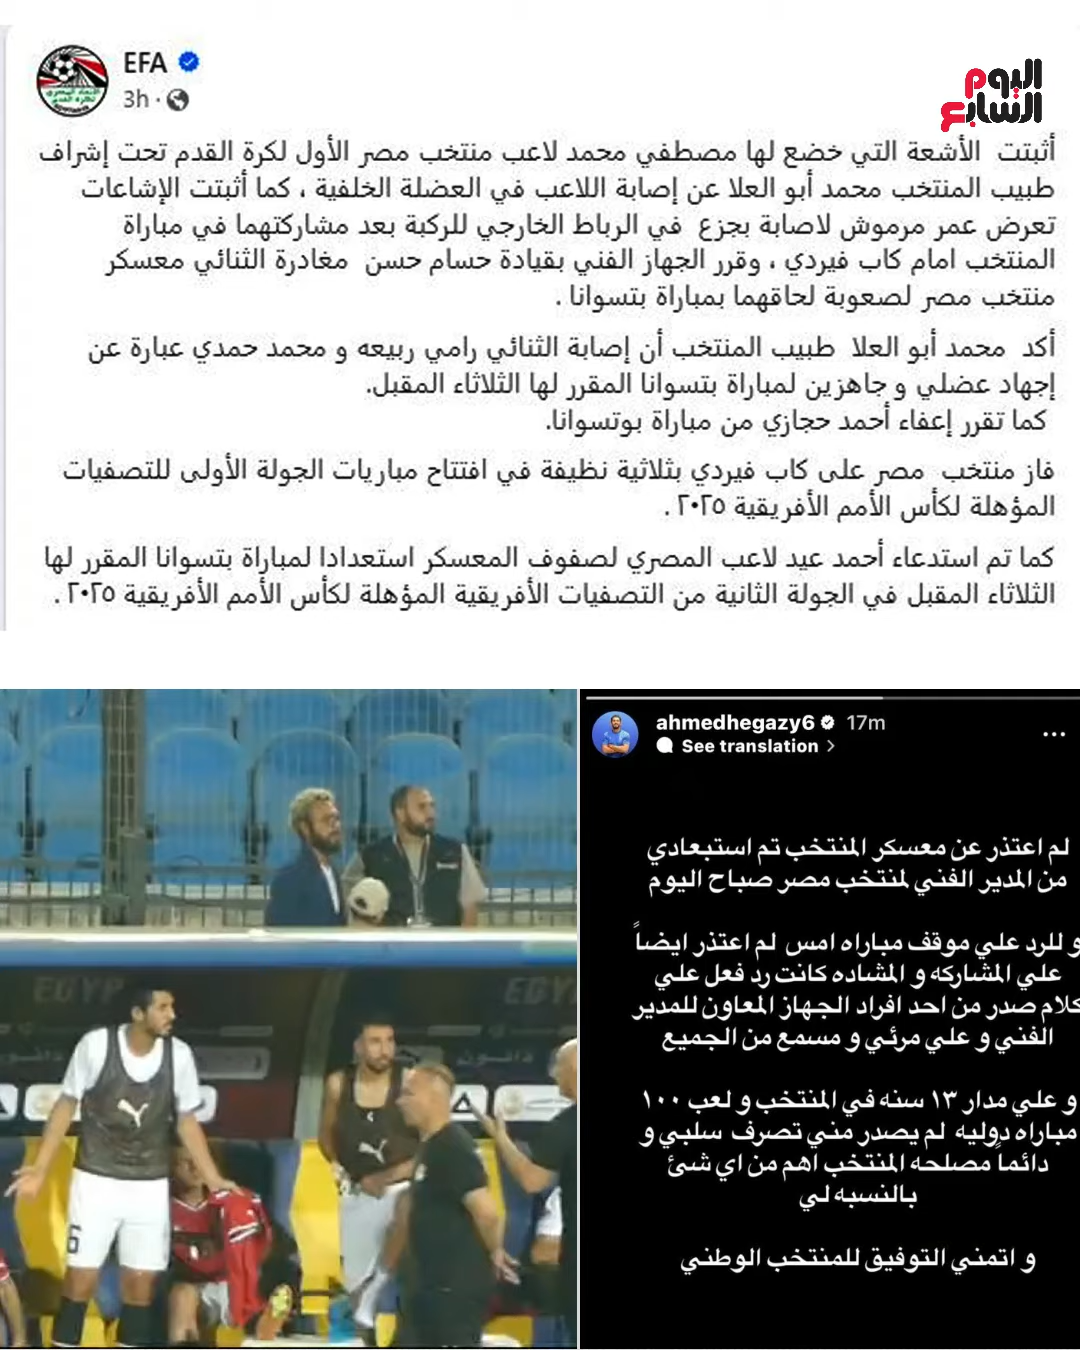 EFA
3h ·
اليوم
السابع
أثبتت الأشعة التي خضع لها مصطفي محمد لاعب منتخب مصر الأول لكرة القدم تحت إشراف
طبيب المنتخب محمد أبو العلا عن إصابة اللاعب في العضلة الخلفية ، كما أثبتت الإشاعات
تعرض عمر مرموش لاصابة بجزع في الرباط الخارجي للركبة بعد مشاركتهما في مباراة
المنتخب امام كاب فيردي ، وقرر الجهاز الفني بقيادة حسام حسن مغادرة الثنائي معسكر
منتخب مصر لصعوبة لحاقهما بمباراة بتسوانا .
أكد محمد أبو العلا طبيب المنتخب أن إصابة الثنائي رامي ربيعه و محمد حمدي عبارة عن
إجهاد عضلي و جاهزين لمباراة بتسوانا المقرر لها الثلاثاء المقبل.
كما تقرر إعفاء أحمد حجازي من مباراة بوتسوانا.
فاز منتخب مصر على كاب فيردي بثلاثية نظيفة في افتتاح مباريات الجولة الأولى للتصفيات
المؤهلة لكأس الأمم الأفريقية ٢٠٢٥ .
كما تم استدعاء أحمد عيد لاعب المصري لصفوف المعسكر استعدادا لمباراة بتسوانا المقرر لها
الثلاثاء المقبل في الجولة الثانية من التصفيات الأفريقية المؤهلة لكأس الأمم الأفريقية ٢٠٢٥ .
EGYP
EGYP
دانون
6
ahmedhegazy6 17m
See translation
لم اعتذر عن معسكر المنتخب تم استبعادي
من المدير الفني لمنتخب مصر صباح اليوم
و للرد علي موقف مباراه امس لم اعتذر ايضاً
علي المشاركه و المشاده كانت رد فعل علي
كلام صدر من احد افراد الجهاز المعاون للمدير
الفني و علي مرئي و مسمع من الجميع
و علي مدار ١٣ سنه في المنتخب و لعب ١٠٠
مباراه دوليه لم يصدر مني تصرف سلبي و
دائماً مصلحه المنتخب اهم من اي شئ
بالنسبه لي
و اتمني التوفيق للمنتخب الوطني